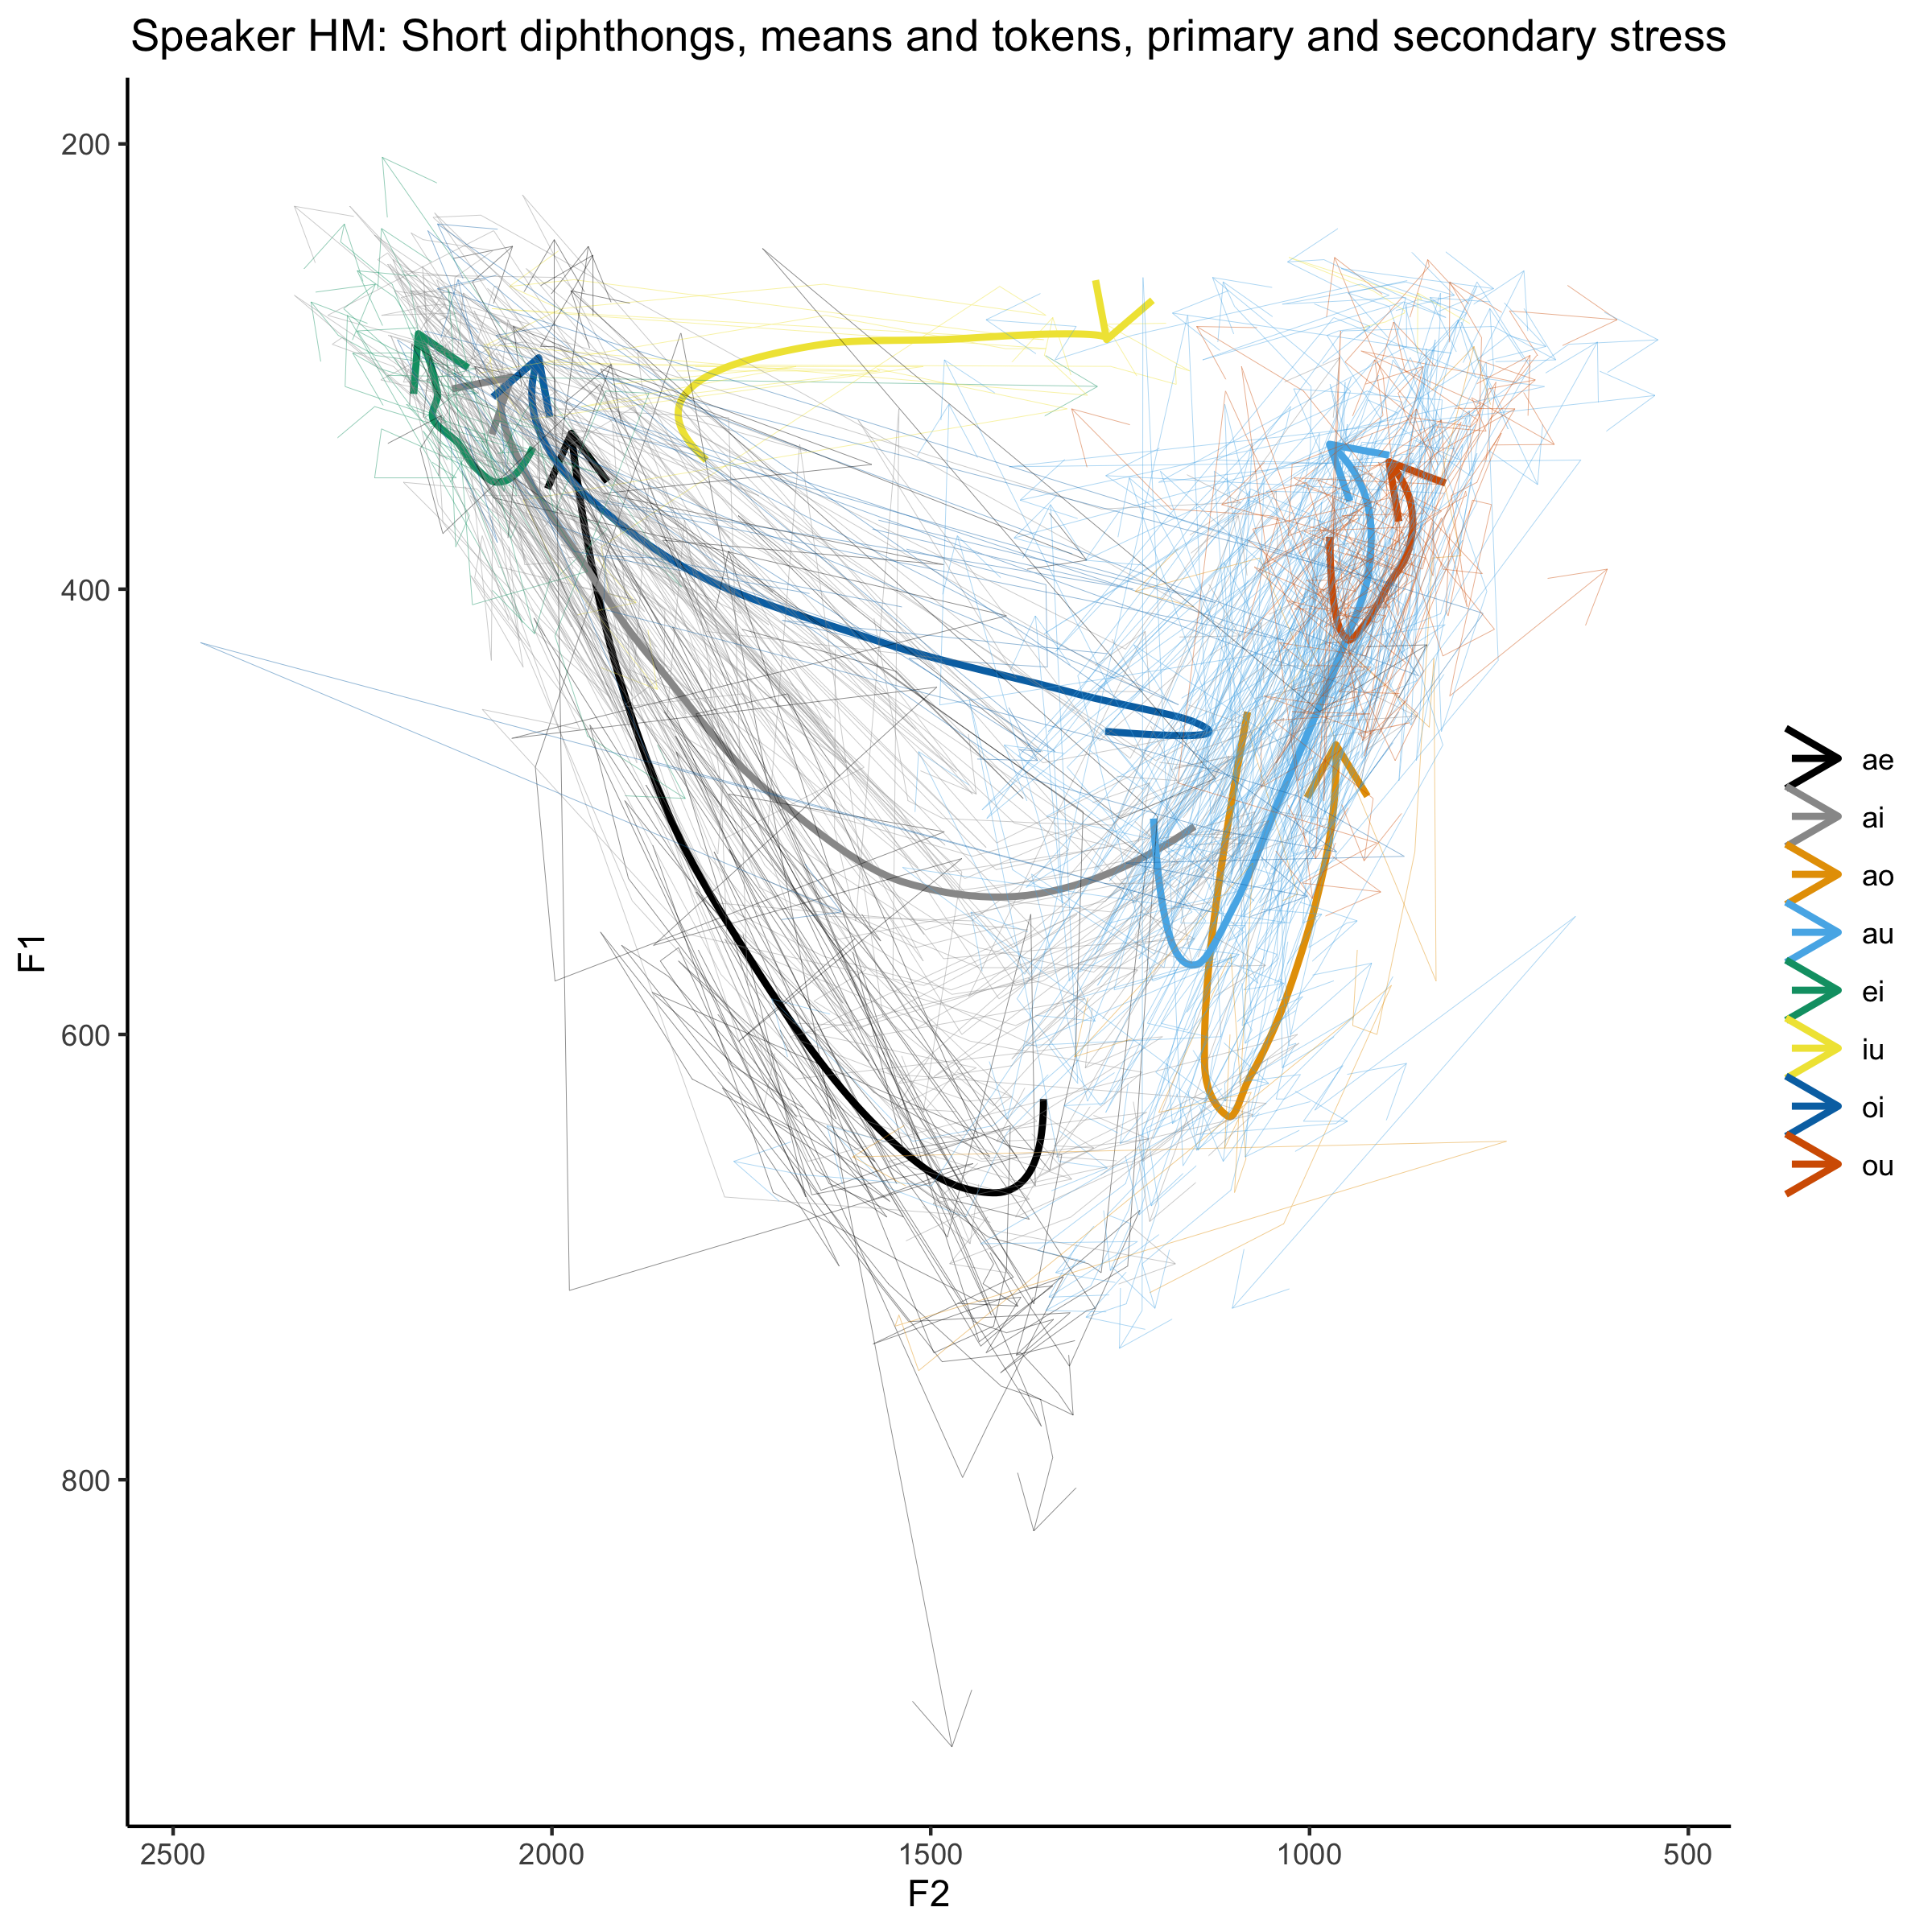 Speaker HM: Short diphthongs, means and tokens, primary and secondary stress
200
400
600
800
F1
2500
2000
1500
1000
500
F2
ae
ai
ao
au
ei
iu
oi
ou